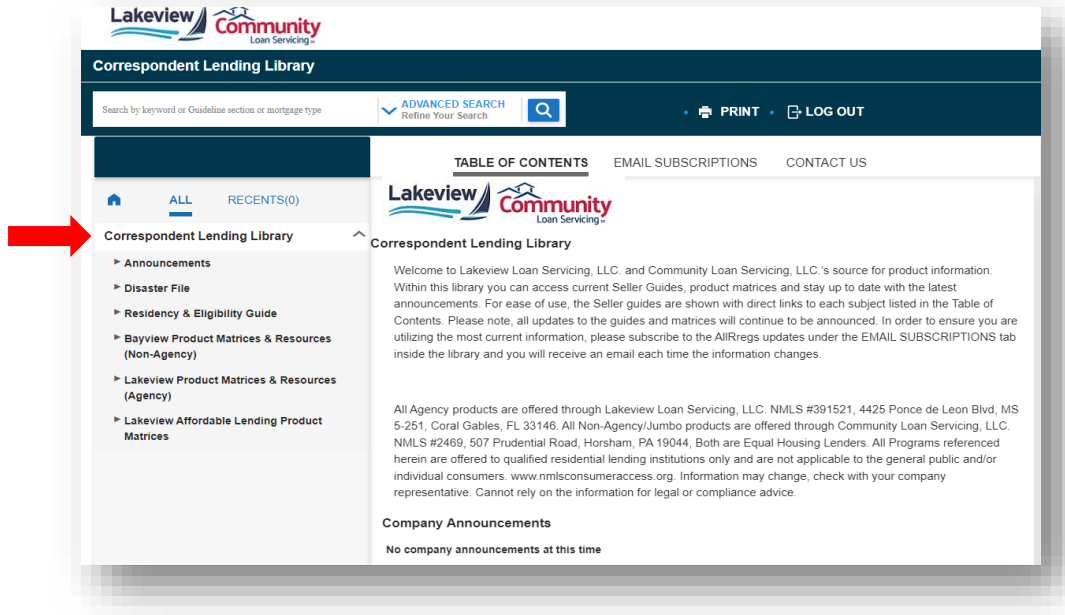 Lakeview
Community
Loan Servicing
Correspondent Lending Library
Search by keyword or Guideline section or mortgage type
ADVANCED SEARCH
Refine Your Search
PRINT
LOG OUT
TABLE OF CONTENTS
EMAIL SUBSCRIPTIONS
CONTACT US
ALL
RECENTS(0)
Correspondent Lending Library
Announcements
Disaster File
Residency & Eligibility Guide
Bayview Product Matrices & Resources
(Non-Agency)
Lakeview Product Matrices & Resources
(Agency)
Lakeview Affordable Lending Product
Matrices
Lakeview
Community
Loan Servicing
Correspondent Lending Library
Welcome to Lakeview Loan Servicing, LLC. and Community Loan Servicing, LLC.'s source for product information.
Within this library you can access current Seller Guides, product matrices and stay up to date with the latest
announcements. For ease of use, the Seller guides are shown with direct links to each subject listed in the Table of
Contents. Please note, all updates to the guides and matrices will continue to be announced. In order to ensure you are
utilizing the most current information, please subscribe to the AllRregs updates under the EMAIL SUBSCRIPTIONS tab
inside the library and you will receive an email each time the information changes.
All Agency products are offered through Lakeview Loan Servicing, LLC. NMLS #391521, 4425 Ponce de Leon Blvd, MS
5-251, Coral Gables, FL 33146. All Non-Agency/Jumbo products are offered through Community Loan Servicing, LLC.
NMLS #2469, 507 Prudential Road, Horsham, PA 19044, Both are Equal Housing Lenders. All Programs referenced
herein are offered to qualified residential lending institutions only and are not applicable to the general public and/or
individual consumers. www.nmlsconsumeraccess.org. Information may change, check with your company
representative. Cannot rely on the information for legal or compliance advice.
Company Announcements
No company announcements at this time